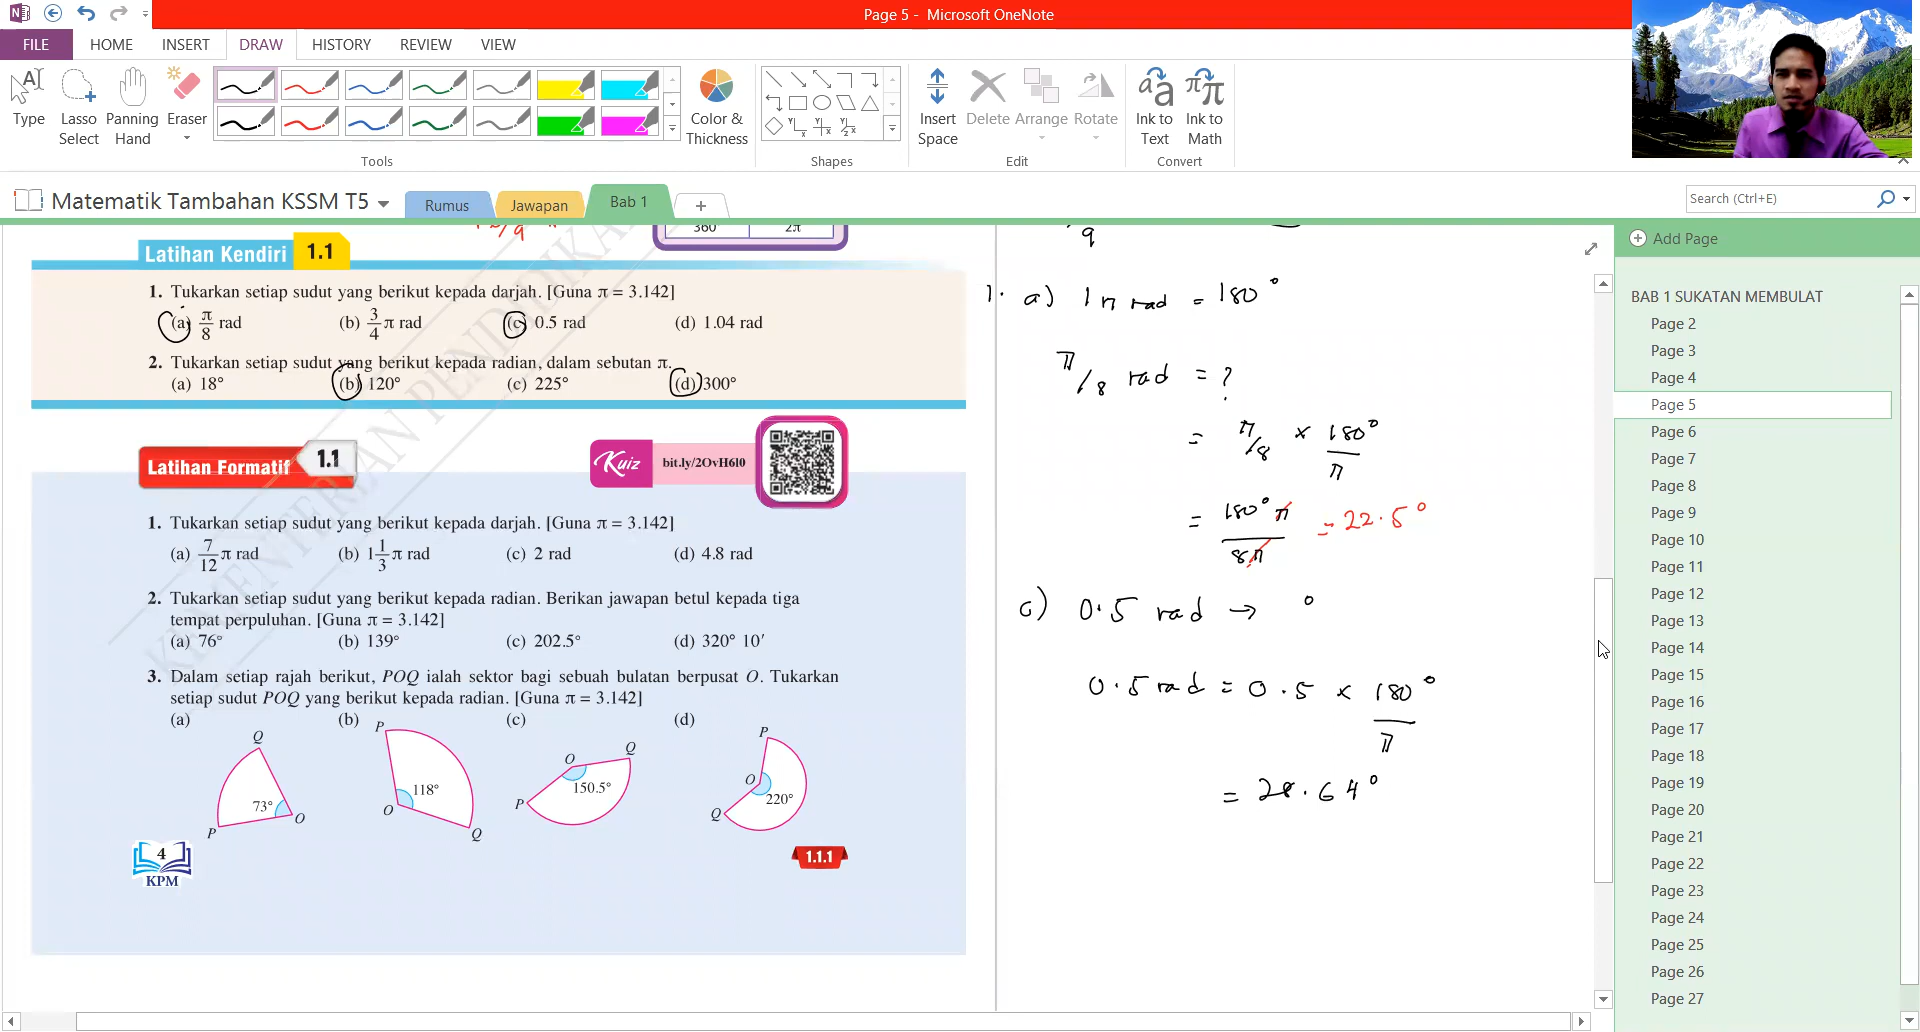 Page 5 - Microsoft OneNote
FILE HOME INSERT DRAW HISTORY REVIEW VIEW
Type
Lasso Select
Panning Hand
Eraser
Color & Thickness
Insert Space
Delete
Arrange
Rotate
Ink to Text
Ink to Math
Tools
Shapes
Edit
Convert
Matematik Tambahan KSSM T5
Rumus
Jawapan
Bab 1
Search (Ctrl+E)
360 2π
Latihan Kendiri 1.1
1. Tukarkan setiap sudut yang berikut kepada darjah. [Guna π = 3.142]
(a) π/8 rad (b) 3/4 π rad (c) 0.5 rad (d) 1.04 rad
2. Tukarkan setiap sudut yang berikut kepada radian, dalam sebutan π.
(a) 18° (b) 120° (c) 225° (d) 300°
Latihan Formatif 1.1
Kuiz bit.ly/2OvH6l0
1. Tukarkan setiap sudut yang berikut kepada darjah. [Guna π = 3.142]
(a) 7/12 π rad (b) 1 1/3 π rad (c) 2 rad (d) 4.8 rad
2. Tukarkan setiap sudut yang berikut kepada radian. Berikan jawapan betul kepada tiga
tempat perpuluhan. [Guna π = 3.142]
(a) 76° (b) 139° (c) 202.5° (d) 320° 10′
3. Dalam setiap rajah berikut, POQ ialah sektor bagi sebuah bulatan berpusat O. Tukarkan
setiap sudut POQ yang berikut kepada radian. [Guna π = 3.142]
(a) (b) (c) (d)
Q 73° P O
P 118° O Q
O Q 150.5° P
P O 220° Q
4
KPM
1.1.1
KEMENTERIAN PENDIDIKAN
1. a) 1 π rad = 180°
π/8 rad = ?
= π/8 × 180°/π
= 180° π/8π = 22.5°
c) 0.5 rad → °
0.5 rad = 0.5 × 180°/π
= 28.64°
Add Page
BAB 1 SUKATAN MEMBULAT
Page 2
Page 3
Page 4
Page 5
Page 6
Page 7
Page 8
Page 9
Page 10
Page 11
Page 12
Page 13
Page 14
Page 15
Page 16
Page 17
Page 18
Page 19
Page 20
Page 21
Page 22
Page 23
Page 24
Page 25
Page 26
Page 27